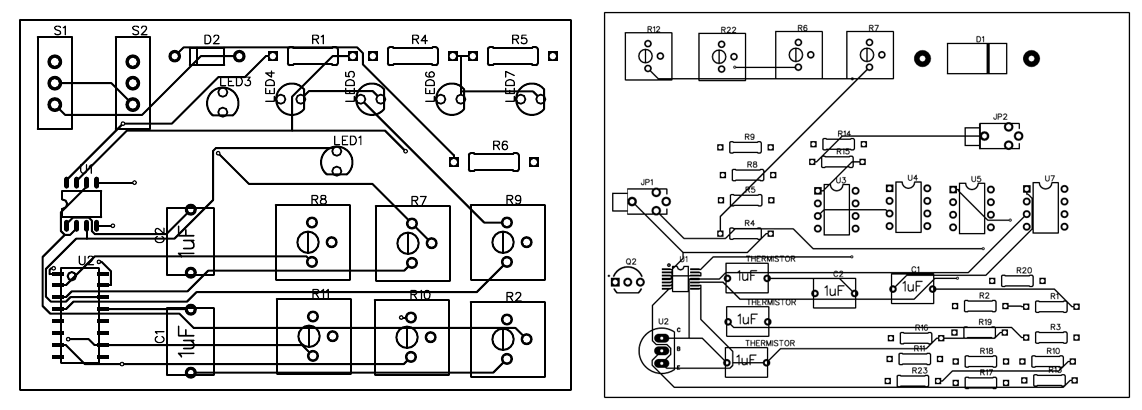 S1 S2 D2 R1 R4 R5
LED3 LED4 LED5 LED6 LED7
LED1 R6
U1
R8 R7 R9
C2 1uF
U2
R11 R10 R2
C1 1uF
R12 R22 R6 R7 D1
JP2
R9 R14
R15
R8
JP1 R5 U3 U4 U5 U7
R4
Q2 U1 THERMISTOR
1uF C2 C1 R20
1uF 1uF
THERMISTOR R2 R1
U2 C 1uF R16 R19 R3
B THERMISTOR R11 R18 R10
E 1uF
R23 R17 R13